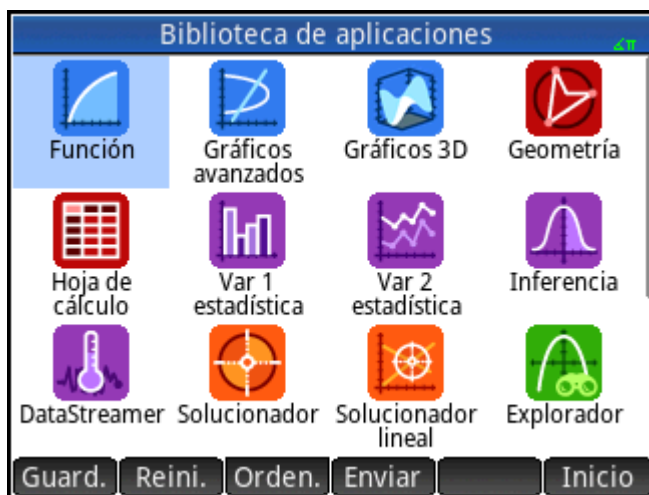 Biblioteca de aplicaciones
∡π
Función
Gráficos
avanzados
Gráficos 3D
Geometría
Hoja de
cálculo
Var 1
estadística
Var 2
estadística
Inferencia
DataStreamer
Solucionador
Solucionador
lineal
Explorador
Guard.
Reini.
Orden.
Enviar
Inicio